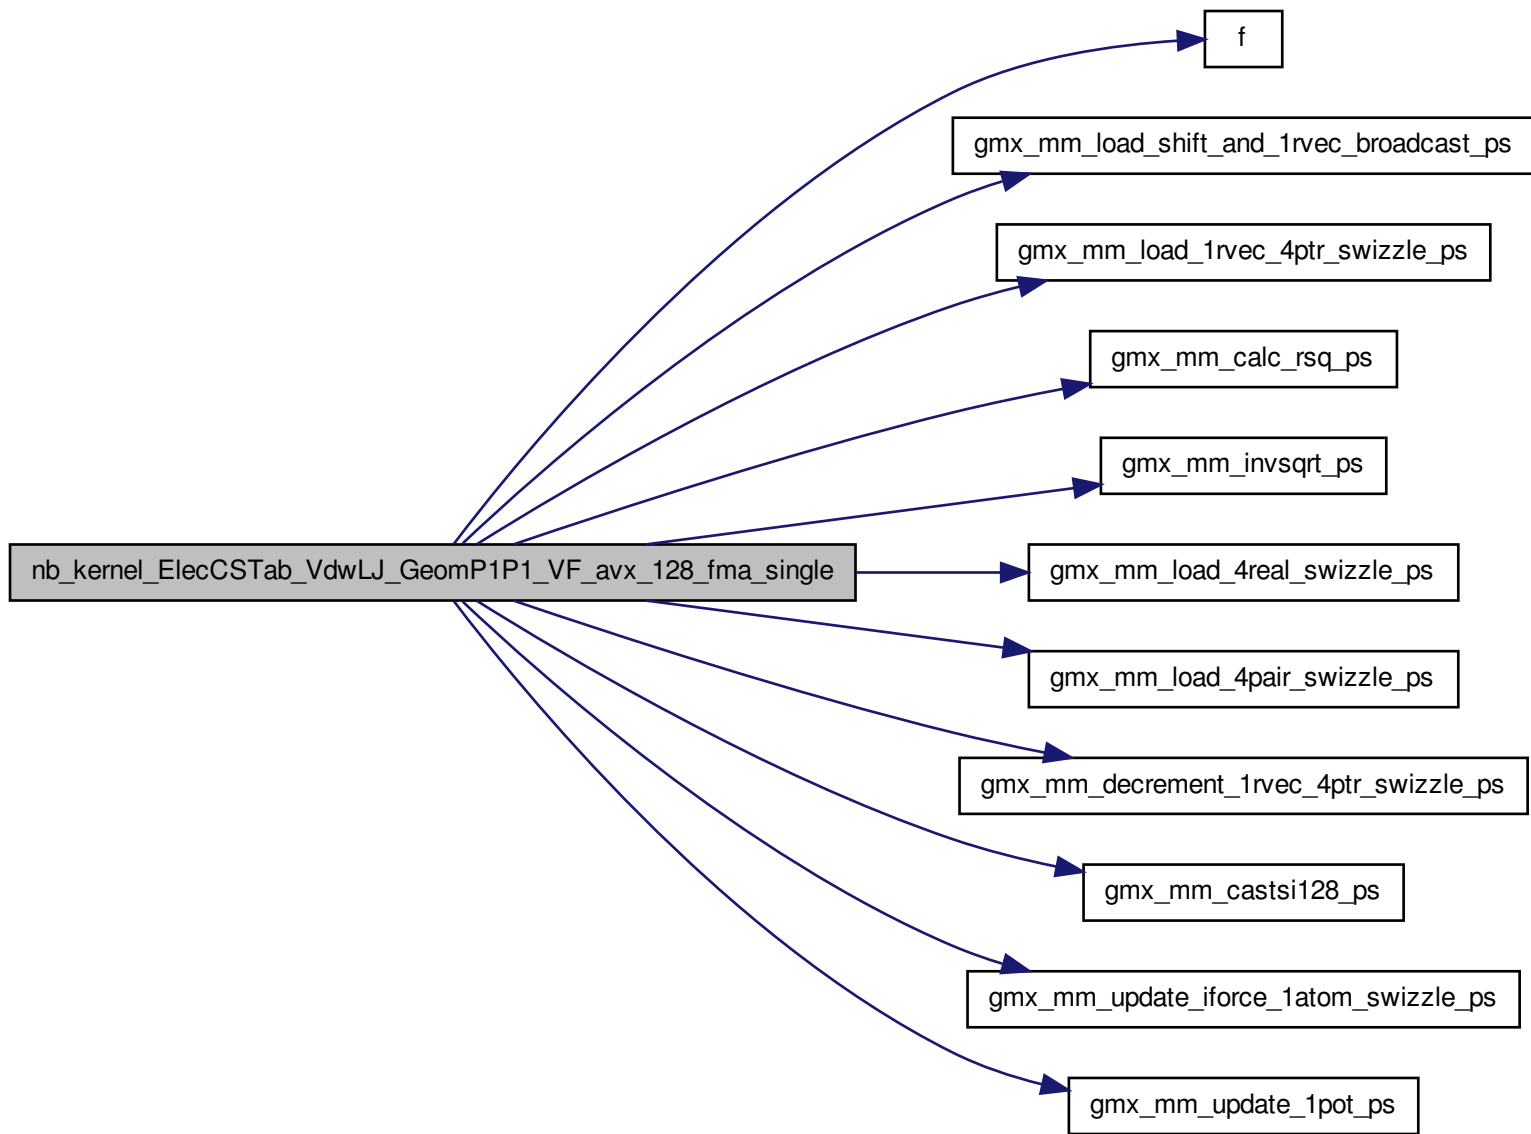 f
gmx_mm_load_shift_and_1rvec_broadcast_ps
gmx_mm_load_1rvec_4ptr_swizzle_ps
gmx_mm_calc_rsq_ps
gmx_mm_invsqrt_ps
nb_kernel_ElecCSTab_VdwLJ_GeomP1P1_VF_avx_128_fma_single
gmx_mm_load_4real_swizzle_ps
gmx_mm_load_4pair_swizzle_ps
gmx_mm_decrement_1rvec_4ptr_swizzle_ps
gmx_mm_castsi128_ps
gmx_mm_update_iforce_1atom_swizzle_ps
gmx_mm_update_1pot_ps